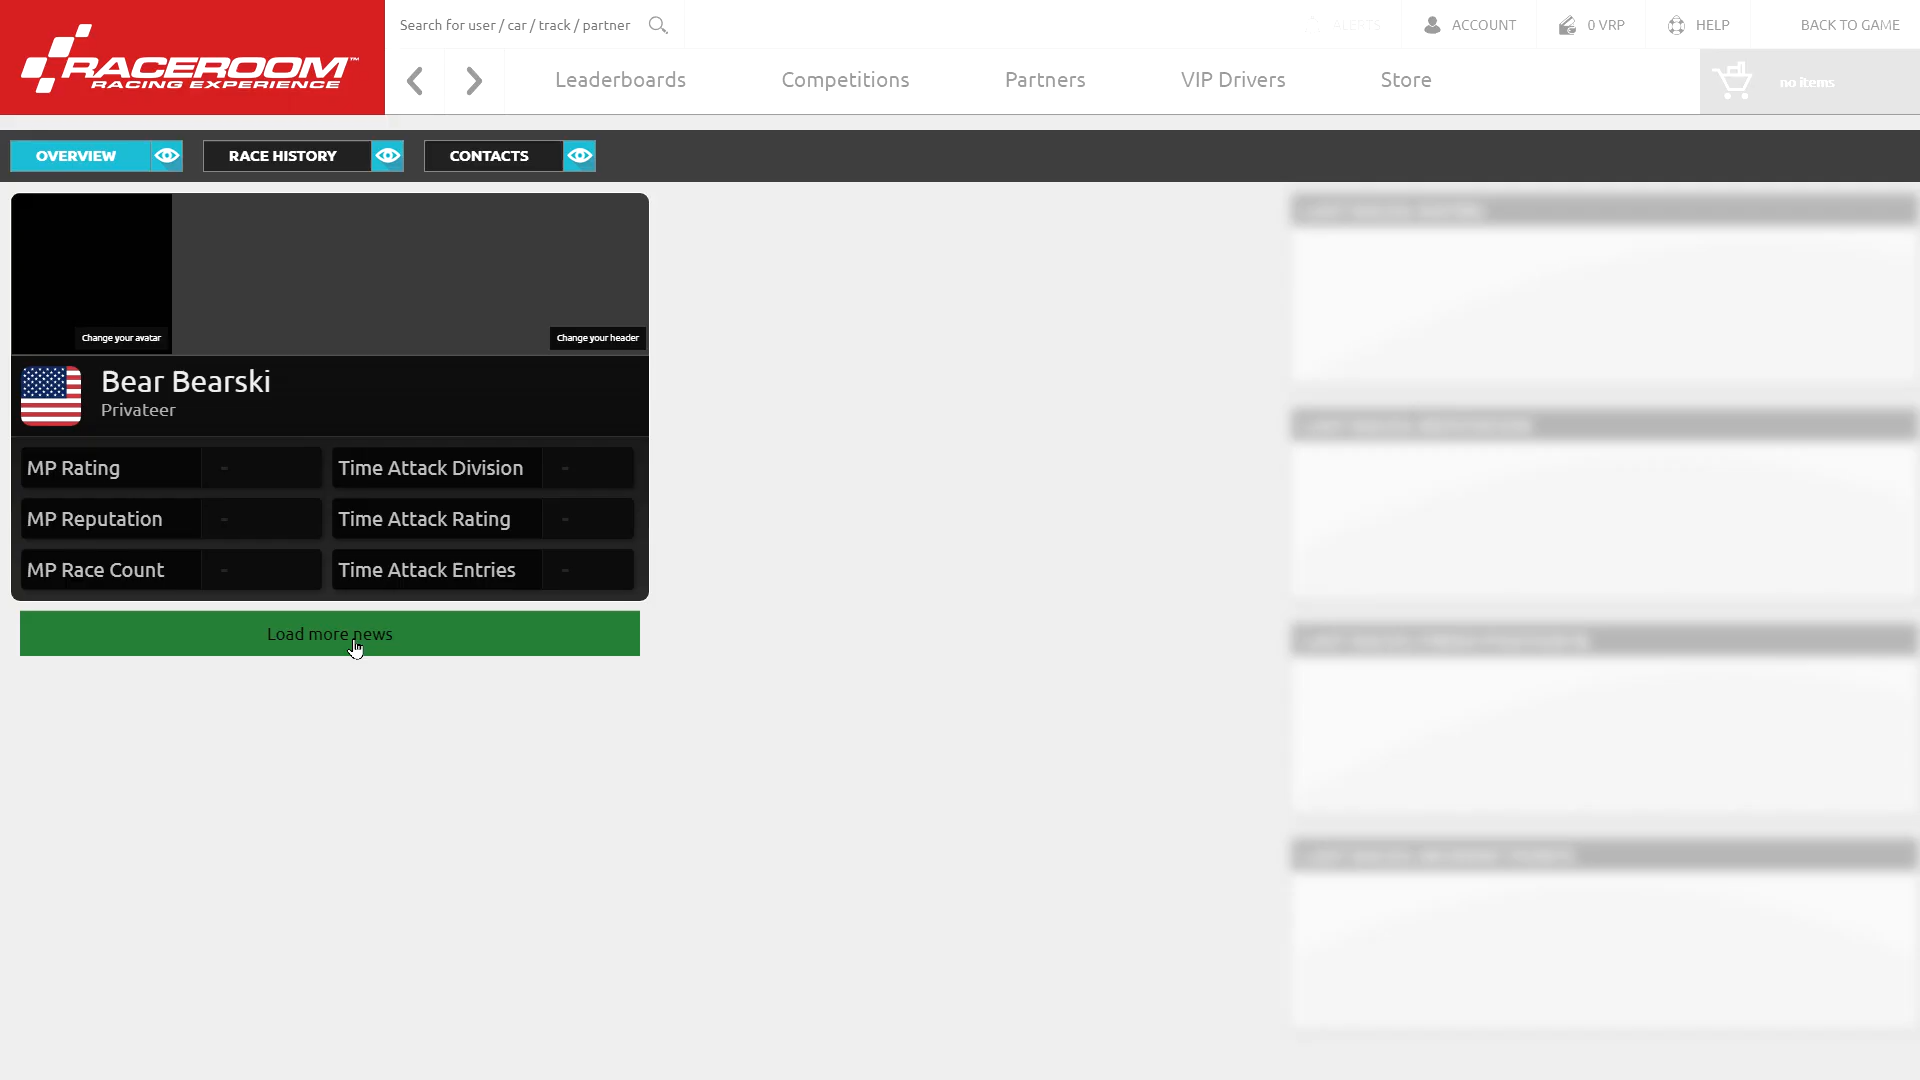 RACEROOM™
RACING EXPERIENCE
Search for user / car / track / partner
ALERTS
ACCOUNT
0 VRP
HELP
BACK TO GAME
Leaderboards
Competitions
Partners
VIP Drivers
Store
no items
OVERVIEW
RACE HISTORY
CONTACTS
Change your avatar
Change your header
Bear Bearski
Privateer
MP Rating -
Time Attack Division -
MP Reputation -
Time Attack Rating -
MP Race Count -
Time Attack Entries -
Load more news